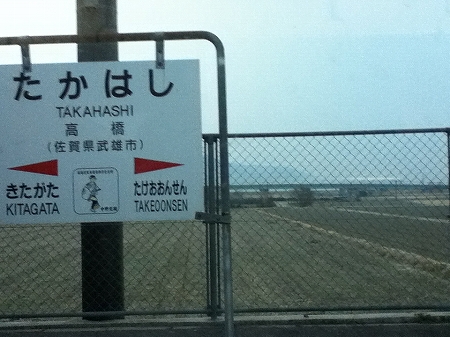 たかはし
TAKAHASHI
高橋
(佐賀県武雄市)
きたがた たけおおんせん
KITAGATA TAKEOONSEN